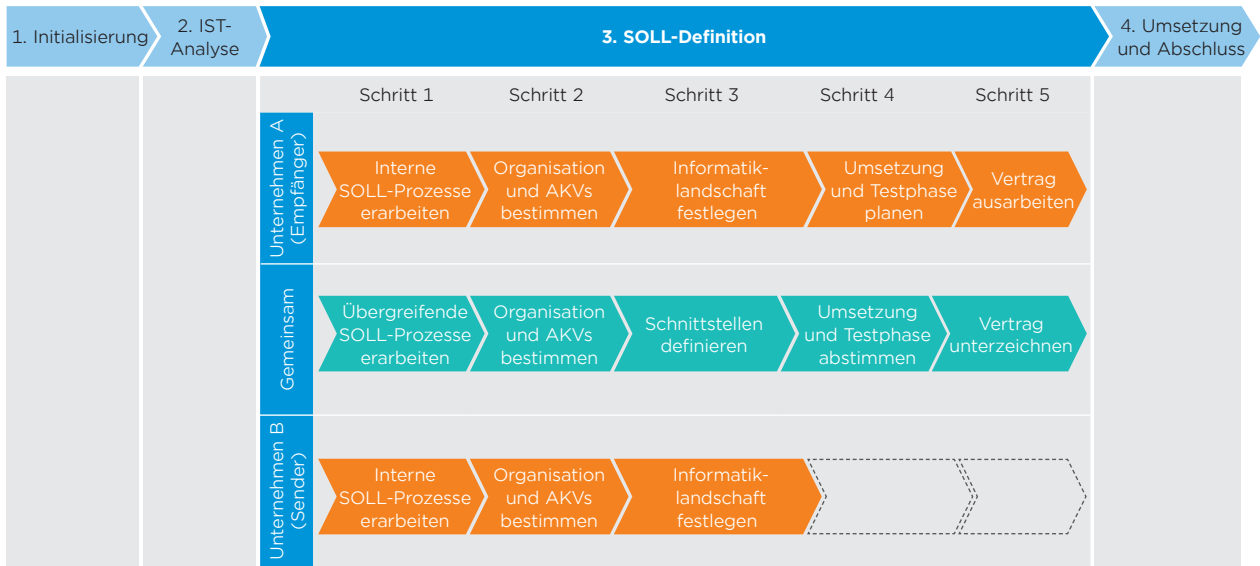 1. Initialisierung
2. IST-
Analyse
3. SOLL-Definition
4. Umsetzung
und Abschluss
Schritt 1
Schritt 2
Schritt 3
Schritt 4
Schritt 5
Unternehmen A
(Empfänger)
Interne
SOLL-Prozesse
erarbeiten
Organisation
und AKVs
bestimmen
Informatik-
landschaft
festlegen
Umsetzung
und Testphase
planen
Vertrag
ausarbeiten
Gemeinsam
Übergreifende
SOLL-Prozesse
erarbeiten
Organisation
und AKVs
bestimmen
Schnittstellen
definieren
Umsetzung
und Testphase
abstimmen
Vertrag
unterzeichnen
Unternehmen B
(Sender)
Interne
SOLL-Prozesse
erarbeiten
Organisation
und AKVs
bestimmen
Informatik-
landschaft
festlegen